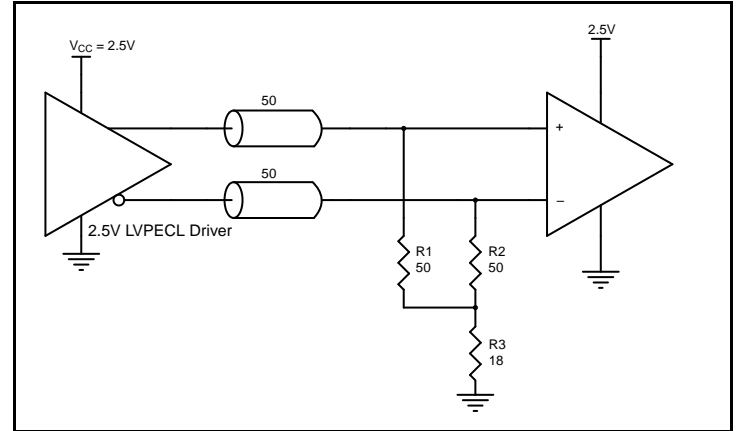 V_CC = 2.5V
2.5V
50
+
50
−
2.5V LVPECL Driver
R1
50
R2
50
R3
18